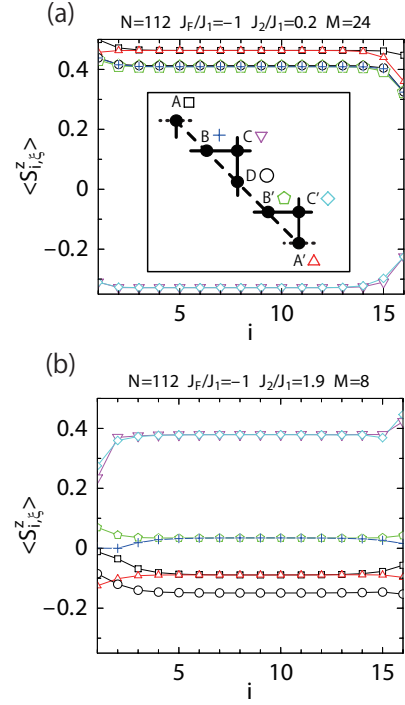 (a)
N=112 J_F/J_1=−1 J_2/J_1=0.2 M=24
<S^z_{i,ξ}>
0.4
0.2
0
−0.2
A□
B + C ▽
D ○
B′ ⬠ C′ ◇
A′ △
5 10 15
i
(b)
N=112 J_F/J_1=−1 J_2/J_1=1.9 M=8
<S^z_{i,ξ}>
0.4
0.2
0
−0.2
5 10 15
i